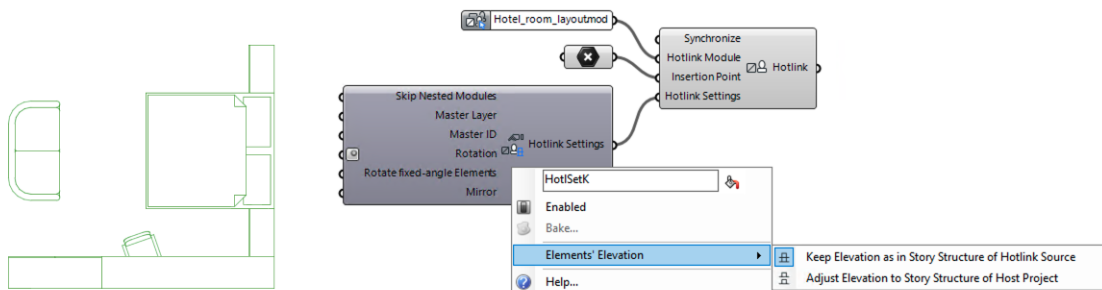 Hotel_room_layoutmod
Synchronize
Hotlink Module
Insertion Point
Hotlink Settings
Hotlink
Skip Nested Modules
Master Layer
Master ID
Rotation
Rotate fixed-angle Elements
Mirror
Hotlink Settings
HotlSetK
Enabled
Bake...
Elements' Elevation
Help...
Keep Elevation as in Story Structure of Hotlink Source
Adjust Elevation to Story Structure of Host Project